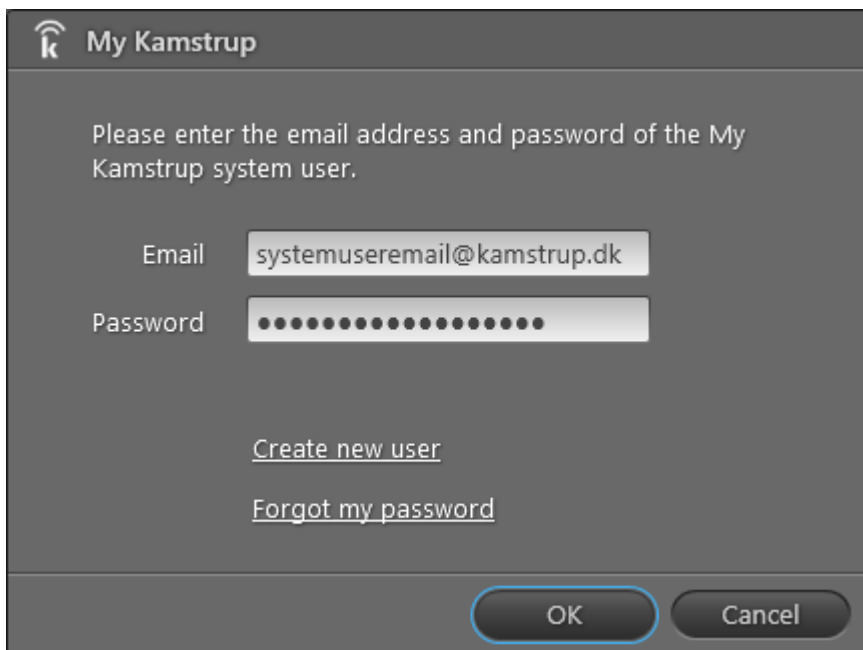 My Kamstrup
Please enter the email address and password of the My
Kamstrup system user.
Email systemuseremail@kamstrup.dk
Password ●●●●●●●●●●●●●●●●●●
Create new user
Forgot my password
OK Cancel